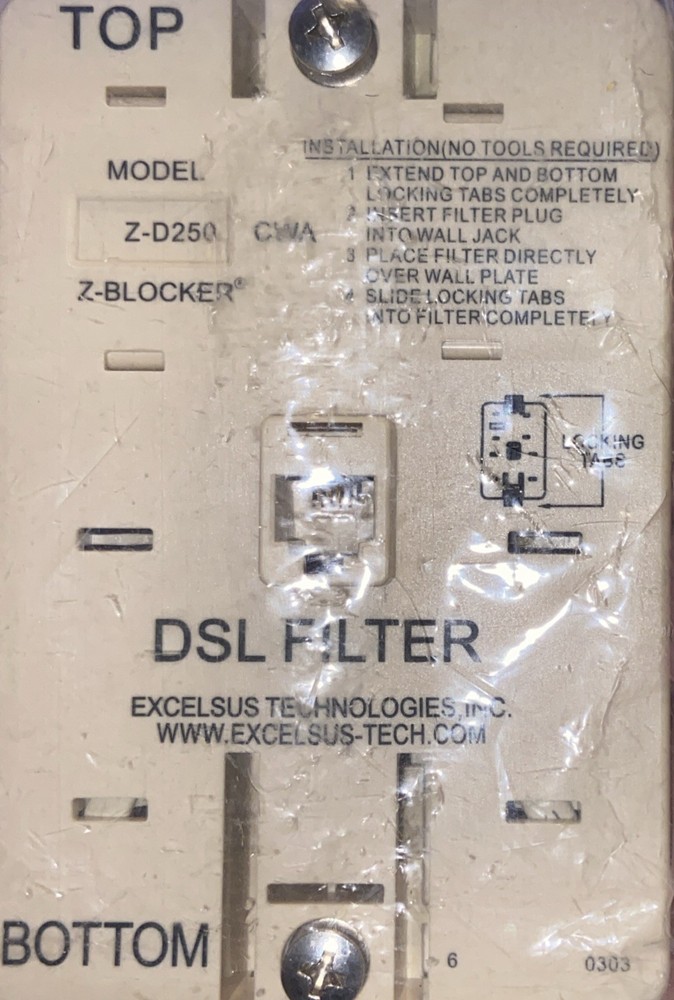 TOP
MODEL
Z-D250 CWA
Z-BLOCKER®
INSTALLATION(NO TOOLS REQUIRED)
1 EXTEND TOP AND BOTTOM
LOCKING TABS COMPLETELY
2 INSERT FILTER PLUG
INTO WALL JACK
3 PLACE FILTER DIRECTLY
OVER WALL PLATE
4 SLIDE LOCKING TABS
INTO FILTER COMPLETELY
LOCKING
TABS
DSL FILTER
EXCELSUS TECHNOLOGIES,INC.
WWW.EXCELSUS-TECH.COM
BOTTOM
6
0303